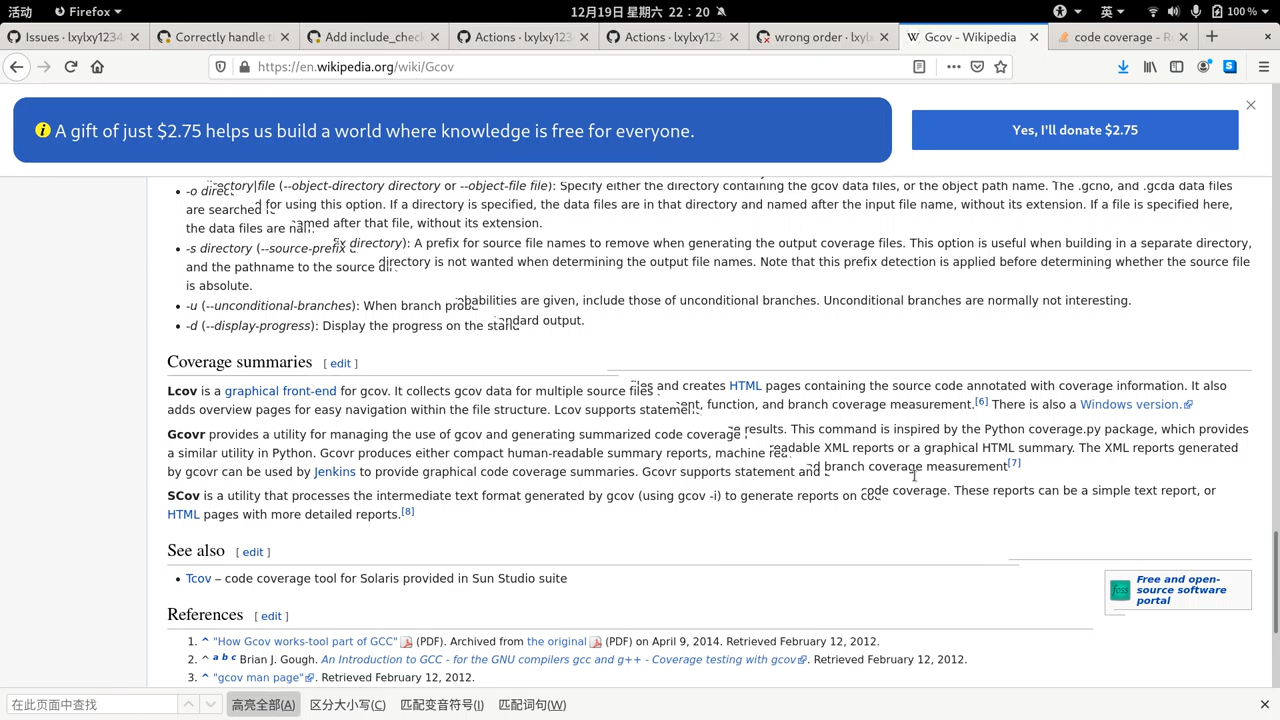 活动 Firefox 12月19日 星期六 22：20 英 100 %
Issues · lxylxy1234 Correctly handle t Add include_check Actions · lxylxy123 Actions · lxylxy123 wrong order · lxylx W Gcov - Wikipedia code coverage - R
https://en.wikipedia.org/wiki/Gcov
A gift of just $2.75 helps us build a world where knowledge is free for everyone. Yes, I'll donate $2.75
• -o directory|file (--object-directory directory or --object-file file): Specify either the directory containing the gcov data files, or the object path name. The .gcno, and .gcda data files
are searched for using this option. If a directory is specified, the data files are in that directory and named after the input file name, without its extension. If a file is specified here,
the data files are named after that file, without its extension.
• -s directory (--source-prefix directory): A prefix for source file names to remove when generating the output coverage files. This option is useful when building in a separate directory,
and the pathname to the source directory is not wanted when determining the output file names. Note that this prefix detection is applied before determining whether the source file
is absolute.
• -u (--unconditional-branches): When branch probabilities are given, include those of unconditional branches. Unconditional branches are normally not interesting.
• -d (--display-progress): Display the progress on the standard output.
Coverage summaries [ edit ]
Lcov is a graphical front-end for gcov. It collects gcov data for multiple source files and creates HTML pages containing the source code annotated with coverage information. It also
adds overview pages for easy navigation within the file structure. Lcov supports statement, function, and branch coverage measurement.[6] There is also a Windows version.
Gcovr provides a utility for managing the use of gcov and generating summarized code coverage results. This command is inspired by the Python coverage.py package, which provides
a similar utility in Python. Gcovr produces either compact human-readable summary reports, machine readable XML reports or a graphical HTML summary. The XML reports generated
by gcovr can be used by Jenkins to provide graphical code coverage summaries. Gcovr supports statement and branch coverage measurement[7]
SCov is a utility that processes the intermediate text format generated by gcov (using gcov -i) to generate reports on code coverage. These reports can be a simple text report, or
HTML pages with more detailed reports.[8]
See also [ edit ]
• Tcov – code coverage tool for Solaris provided in Sun Studio suite
foss Free and open-
source software
portal
References [ edit ]
1. ^ "How Gcov works-tool part of GCC" (PDF). Archived from the original (PDF) on April 9, 2014. Retrieved February 12, 2012.
2. ^ a b c Brian J. Gough. An Introduction to GCC - for the GNU compilers gcc and g++ - Coverage testing with gcov. Retrieved February 12, 2012.
3. ^ "gcov man page". Retrieved February 12, 2012.
在此页面中查找 高亮全部(A) 区分大小写(C) 匹配变音符号(I) 匹配词句(W)